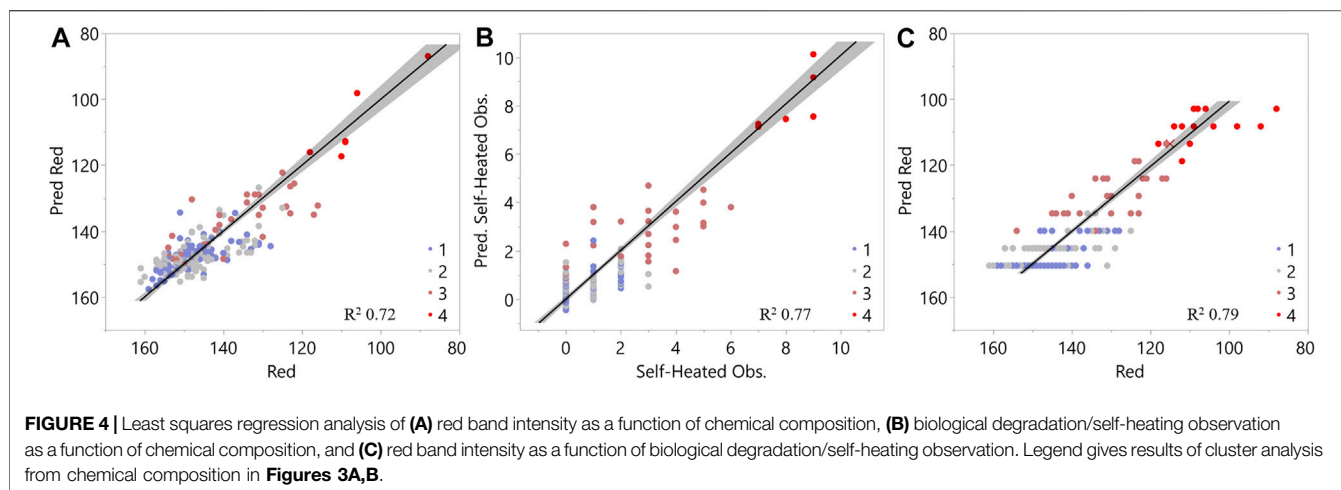 A
Pred Red
80
100
120
140
160
160 140 120 100 80
Red
1
2
3
4
R² 0.72
B
Pred. Self-Heated Obs.
10
8
6
4
2
0
0 2 4 6 8 10
Self-Heated Obs.
1
2
3
4
R² 0.77
C
Pred Red
80
100
120
140
160
160 140 120 100 80
Red
1
2
3
4
R² 0.79
FIGURE 4 | Least squares regression analysis of (A) red band intensity as a function of chemical composition, (B) biological degradation/self-heating observation
as a function of chemical composition, and (C) red band intensity as a function of biological degradation/self-heating observation. Legend gives results of cluster analysis
from chemical composition in Figures 3A,B.